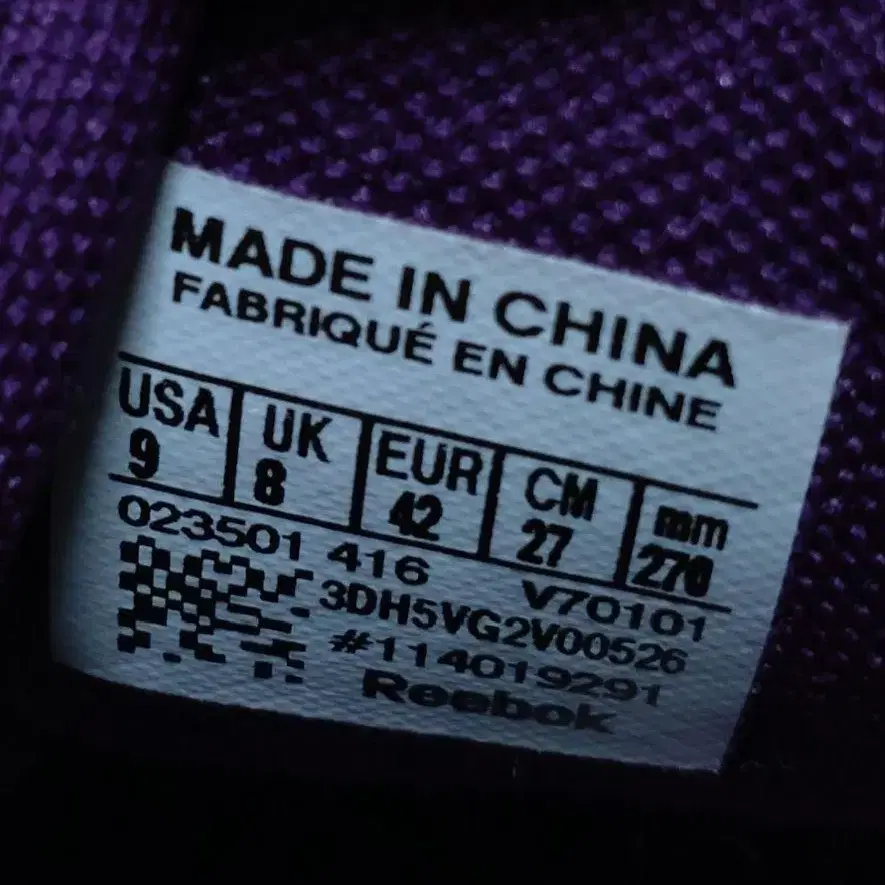 MADE IN CHINA
FABRIQUÉ EN CHINE
USA UK EUR CM mm
9 8 42 27 270
023501 416 V70101
3DH5VG2V00526
#114019291
Reebok